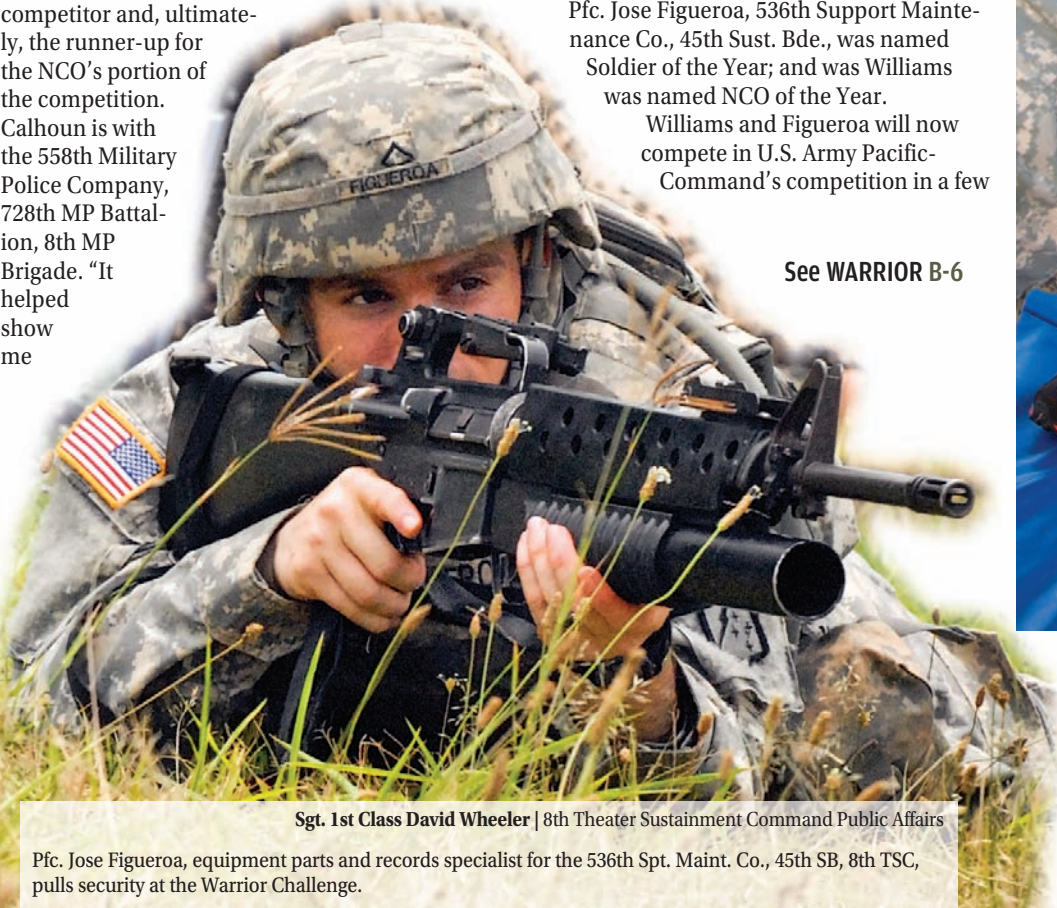 competitor and, ultimate-
ly, the runner-up for
the NCO's portion of
the competition.
Calhoun is with
the 558th Military
Police Company,
728th MP Battal-
ion, 8th MP
Brigade. “It
helped
show
me
Pfc. Jose Figueroa, 536th Support Mainte-
nance Co., 45th Sust. Bde., was named
Soldier of the Year; and was Williams
was named NCO of the Year.
Williams and Figueroa will now
compete in U.S. Army Pacific-
Command's competition in a few
See WARRIOR B-6
FIGUEROA
Sgt. 1st Class David Wheeler | 8th Theater Sustainment Command Public Affairs
Pfc. Jose Figueroa, equipment parts and records specialist for the 536th Spt. Maint. Co., 45th SB, 8th TSC,
pulls security at the Warrior Challenge.